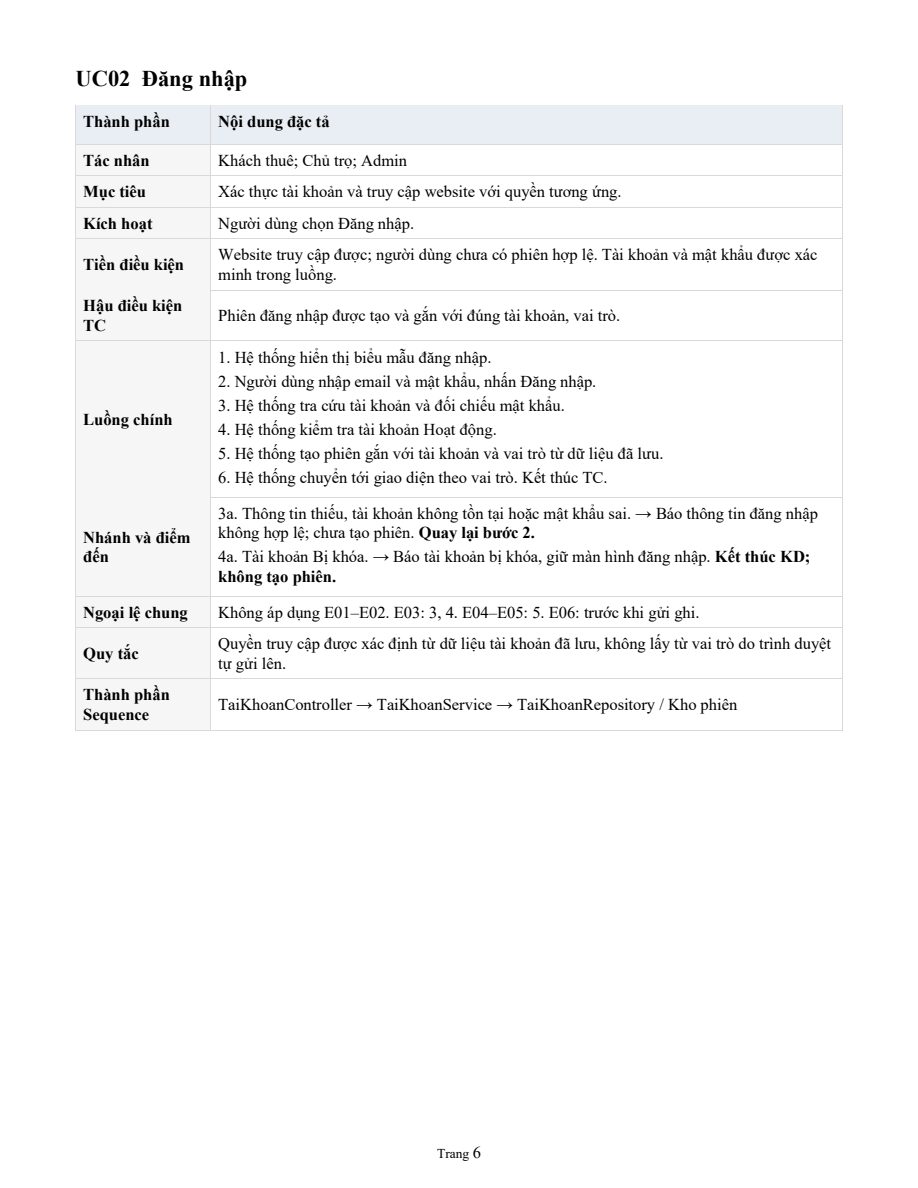 UC02 Đăng nhập
Thành phần
Nội dung đặc tả
Tác nhân
Khách thuê; Chủ trọ; Admin
Mục tiêu
Xác thực tài khoản và truy cập website với quyền tương ứng.
Kích hoạt
Người dùng chọn Đăng nhập.
Tiền điều kiện
Website truy cập được; người dùng chưa có phiên hợp lệ. Tài khoản và mật khẩu được xác
minh trong luồng.
Hậu điều kiện
TC
Phiên đăng nhập được tạo và gắn với đúng tài khoản, vai trò.
Luồng chính
1. Hệ thống hiển thị biểu mẫu đăng nhập.
2. Người dùng nhập email và mật khẩu, nhấn Đăng nhập.
3. Hệ thống tra cứu tài khoản và đối chiếu mật khẩu.
4. Hệ thống kiểm tra tài khoản Hoạt động.
5. Hệ thống tạo phiên gắn với tài khoản và vai trò từ dữ liệu đã lưu.
6. Hệ thống chuyển tới giao diện theo vai trò. Kết thúc TC.
Nhánh và điểm
đến
3a. Thông tin thiếu, tài khoản không tồn tại hoặc mật khẩu sai. → Báo thông tin đăng nhập
không hợp lệ; chưa tạo phiên. Quay lại bước 2.
4a. Tài khoản Bị khóa. → Báo tài khoản bị khóa, giữ màn hình đăng nhập. Kết thúc KD;
không tạo phiên.
Ngoại lệ chung
Không áp dụng E01–E02. E03: 3, 4. E04–E05: 5. E06: trước khi gửi ghi.
Quy tắc
Quyền truy cập được xác định từ dữ liệu tài khoản đã lưu, không lấy từ vai trò do trình duyệt
tự gửi lên.
Thành phần
Sequence
TaiKhoanController → TaiKhoanService → TaiKhoanRepository / Kho phiên
Trang 6